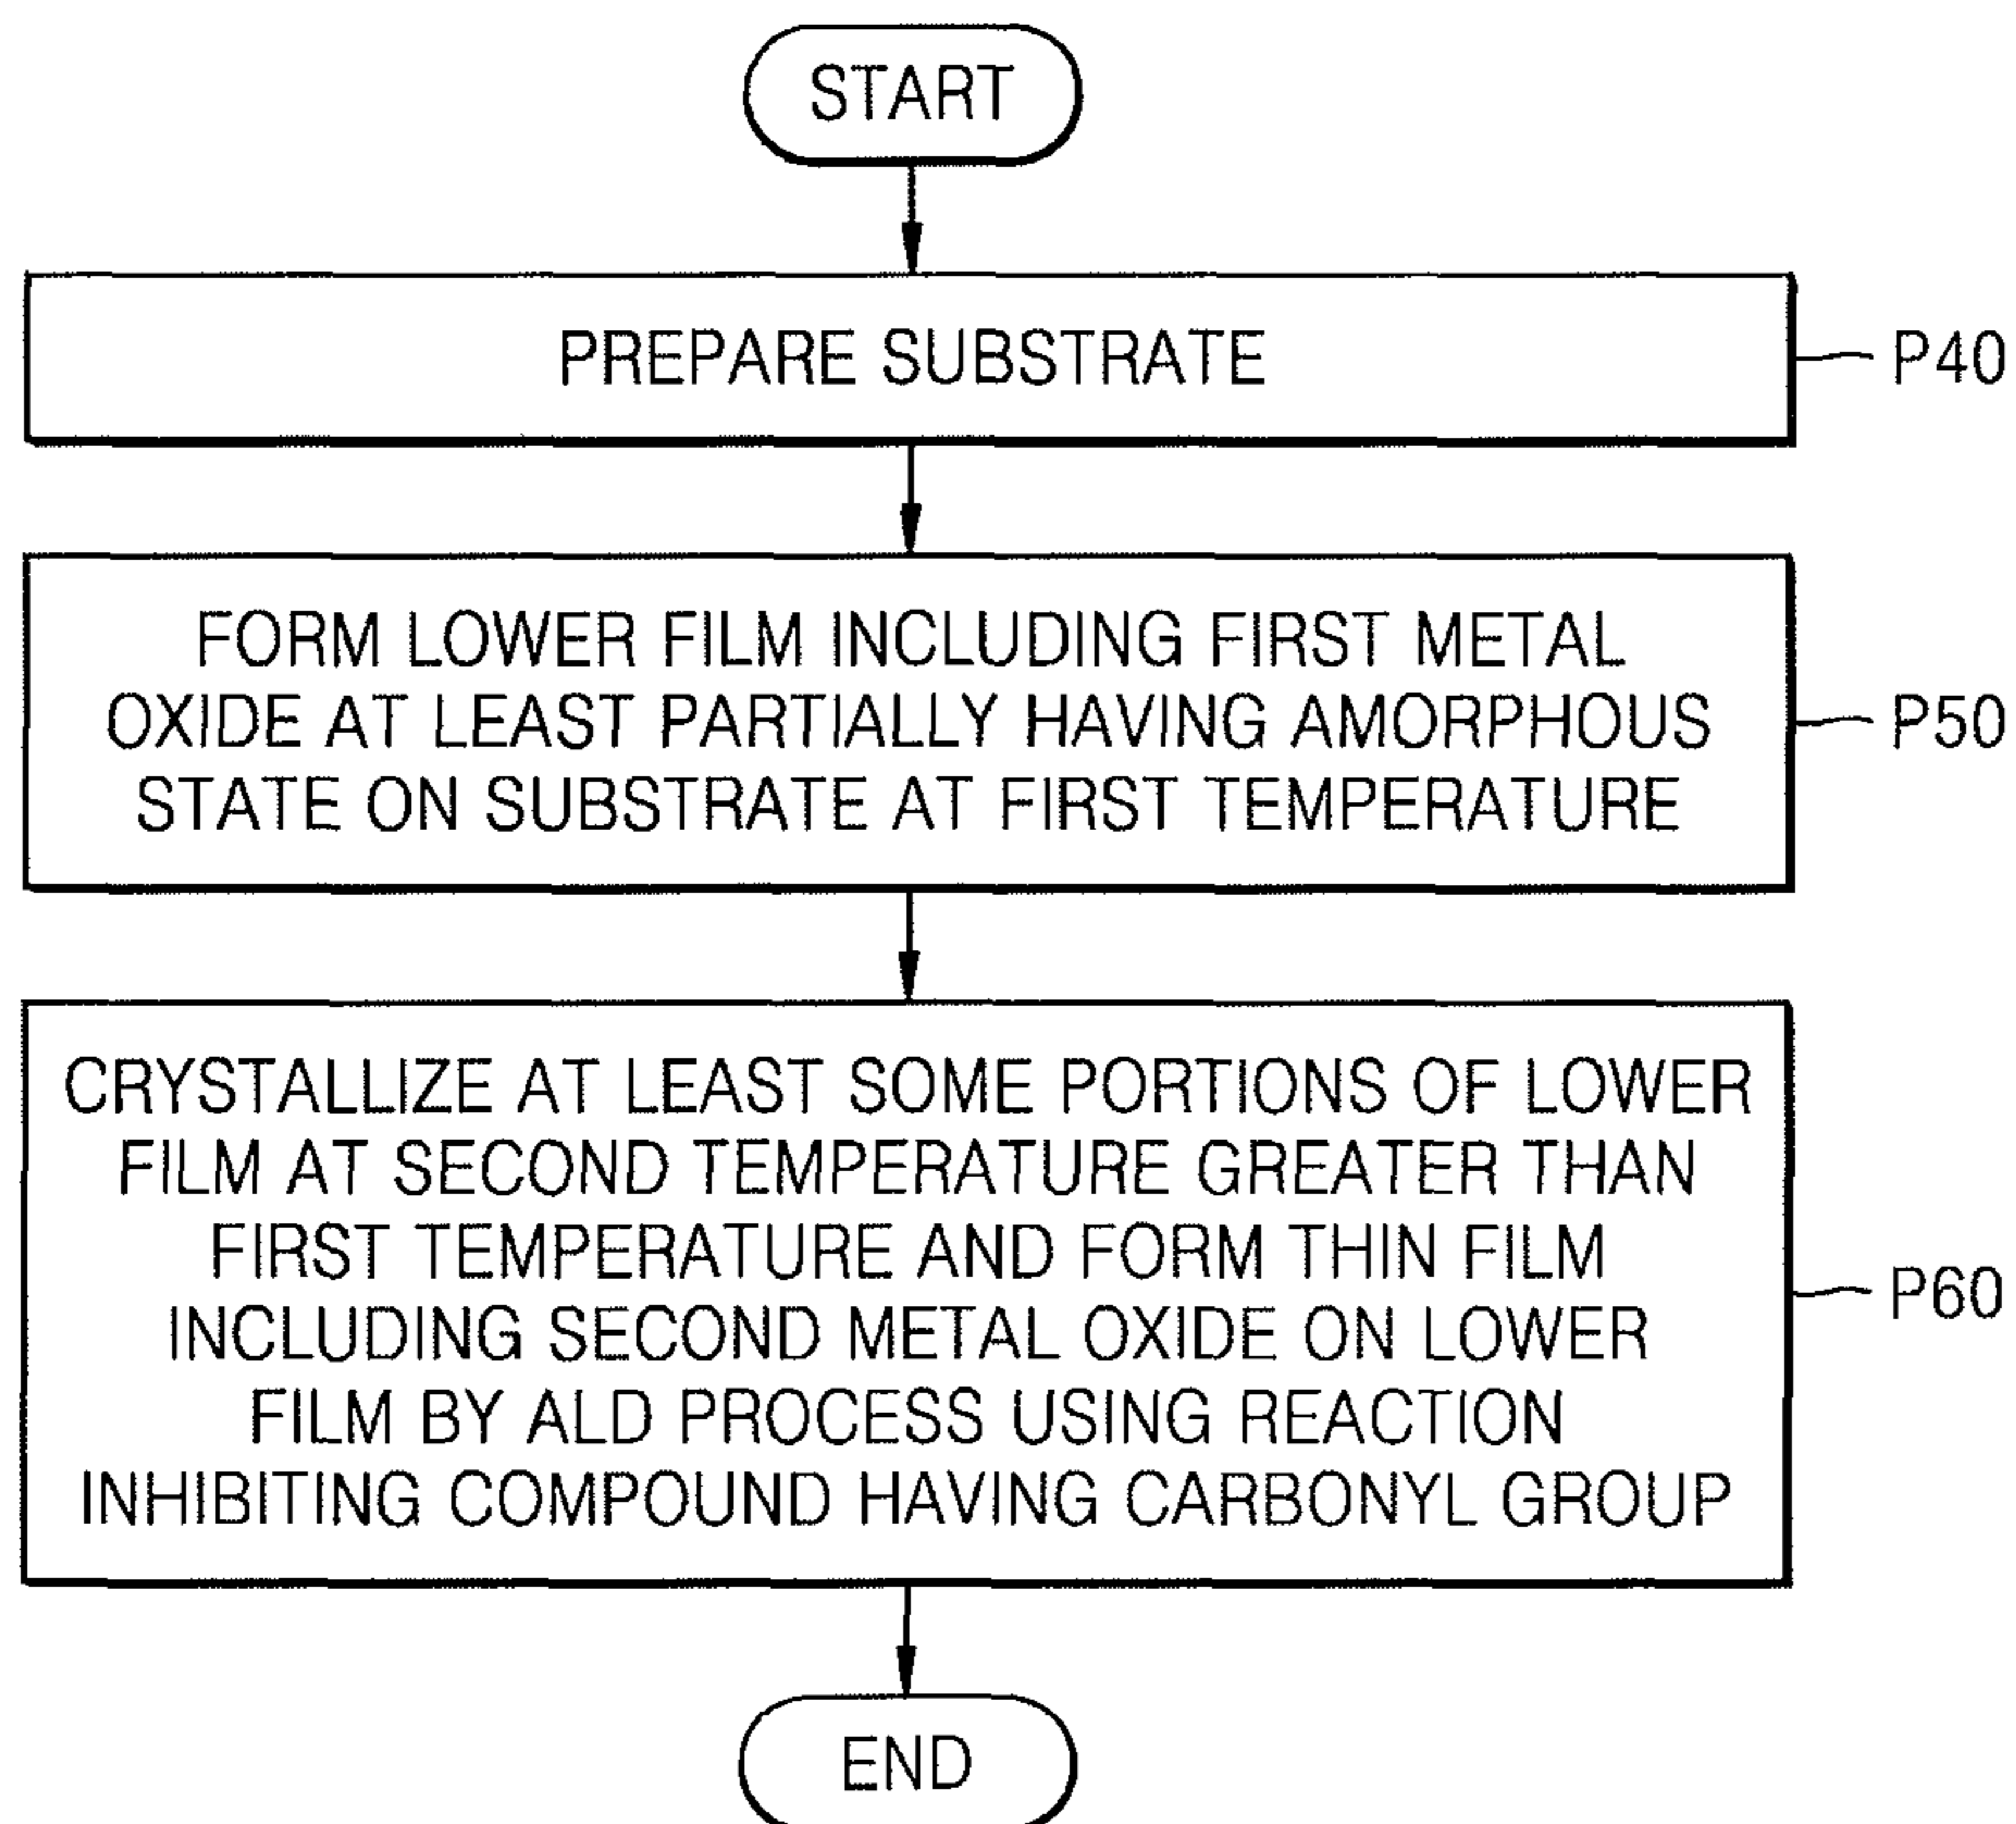 START
PREPARE SUBSTRATE
P40
FORM LOWER FILM INCLUDING FIRST METAL
OXIDE AT LEAST PARTIALLY HAVING AMORPHOUS
STATE ON SUBSTRATE AT FIRST TEMPERATURE
P50
CRYSTALLIZE AT LEAST SOME PORTIONS OF LOWER
FILM AT SECOND TEMPERATURE GREATER THAN
FIRST TEMPERATURE AND FORM THIN FILM
INCLUDING SECOND METAL OXIDE ON LOWER
FILM BY ALD PROCESS USING REACTION
INHIBITING COMPOUND HAVING CARBONYL GROUP
P60
END